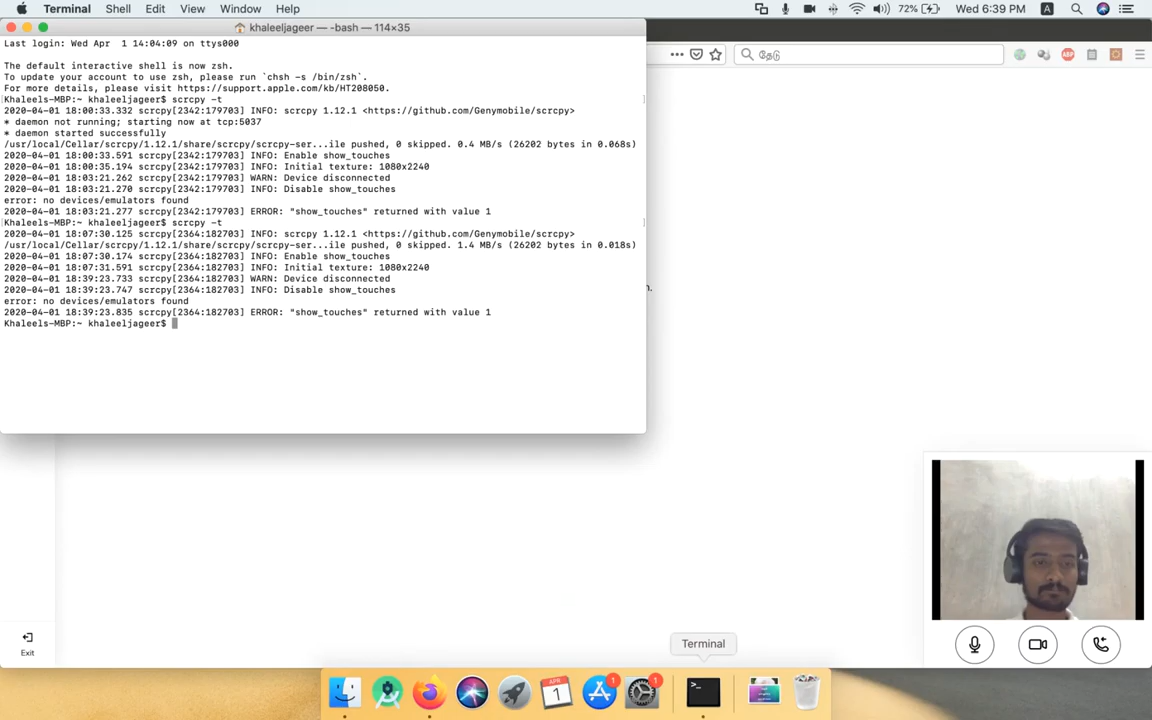 Terminal Shell Edit View Window Help
72% Wed 6:39 PM A
khaleeljageer — -bash — 114×35
Last login: Wed Apr  1 14:04:09 on ttys000
The default interactive shell is now zsh.
To update your account to use zsh, please run `chsh -s /bin/zsh`.
For more details, please visit https://support.apple.com/kb/HT208050.
Khaleels-MBP:~ khaleeljageer$ scrcpy -t
2020-04-01 18:00:33.332 scrcpy[2342:179703] INFO: scrcpy 1.12.1 <https://github.com/Genymobile/scrcpy>
* daemon not running; starting now at tcp:5037
* daemon started successfully
/usr/local/Cellar/scrcpy/1.12.1/share/scrcpy/scrcpy-ser...ile pushed, 0 skipped. 0.4 MB/s (26202 bytes in 0.068s)
2020-04-01 18:00:33.591 scrcpy[2342:179703] INFO: Enable show_touches
2020-04-01 18:00:35.194 scrcpy[2342:179703] INFO: Initial texture: 1080x2240
2020-04-01 18:03:21.262 scrcpy[2342:179703] WARN: Device disconnected
2020-04-01 18:03:21.270 scrcpy[2342:179703] INFO: Disable show_touches
error: no devices/emulators found
2020-04-01 18:03:21.277 scrcpy[2342:179703] ERROR: "show_touches" returned with value 1
Khaleels-MBP:~ khaleeljageer$ scrcpy -t
2020-04-01 18:07:30.125 scrcpy[2364:182703] INFO: scrcpy 1.12.1 <https://github.com/Genymobile/scrcpy>
/usr/local/Cellar/scrcpy/1.12.1/share/scrcpy/scrcpy-ser...ile pushed, 0 skipped. 1.4 MB/s (26202 bytes in 0.018s)
2020-04-01 18:07:30.174 scrcpy[2364:182703] INFO: Enable show_touches
2020-04-01 18:07:31.591 scrcpy[2364:182703] INFO: Initial texture: 1080x2240
2020-04-01 18:39:23.733 scrcpy[2364:182703] WARN: Device disconnected
2020-04-01 18:39:23.747 scrcpy[2364:182703] INFO: Disable show_touches
error: no devices/emulators found
2020-04-01 18:39:23.835 scrcpy[2364:182703] ERROR: "show_touches" returned with value 1
Khaleels-MBP:~ khaleeljageer$
தேடு
ABP
n.
Exit
Terminal
APR
1
1
1